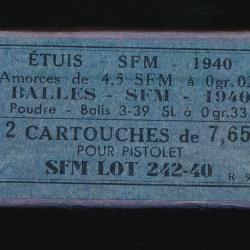 ÉTUIS - SFM - 1940
Amorces de 4,5 SFM à 0gr.02
BALLES - SFM - 1940
Poudre - Balis 3-39 SL à 0gr.33
2 CARTOUCHES de 7,65
POUR PISTOLET
SFM LOT 242-40
R 9